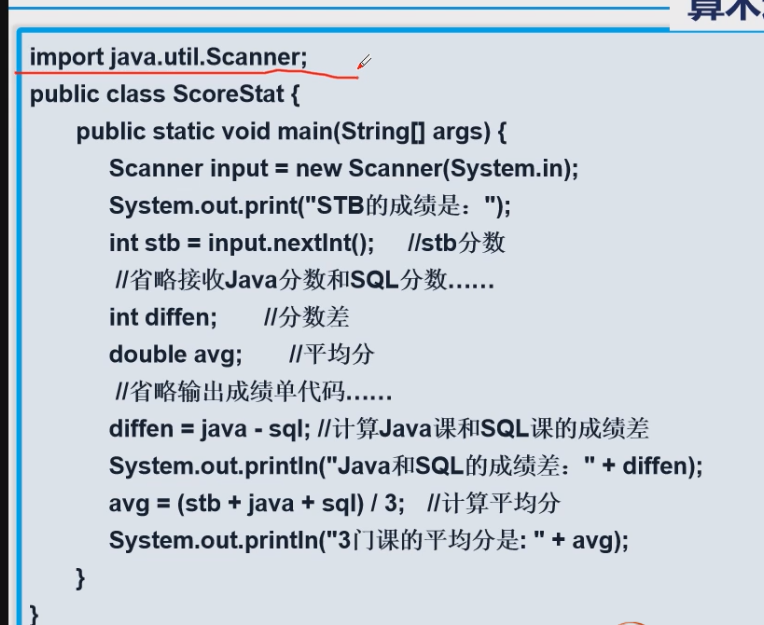 算术
import java.util.Scanner;
public class ScoreStat {
public static void main(String[] args) {
Scanner input = new Scanner(System.in);
System.out.print("STB的成绩是：");
int stb = input.nextInt(); //stb分数
//省略接收Java分数和SQL分数……
int diffen; //分数差
double avg; //平均分
//省略输出成绩单代码……
diffen = java - sql; //计算Java课和SQL课的成绩差
System.out.println("Java和SQL的成绩差：" + diffen);
avg = (stb + java + sql) / 3; //计算平均分
System.out.println("3门课的平均分是: " + avg);
}
}